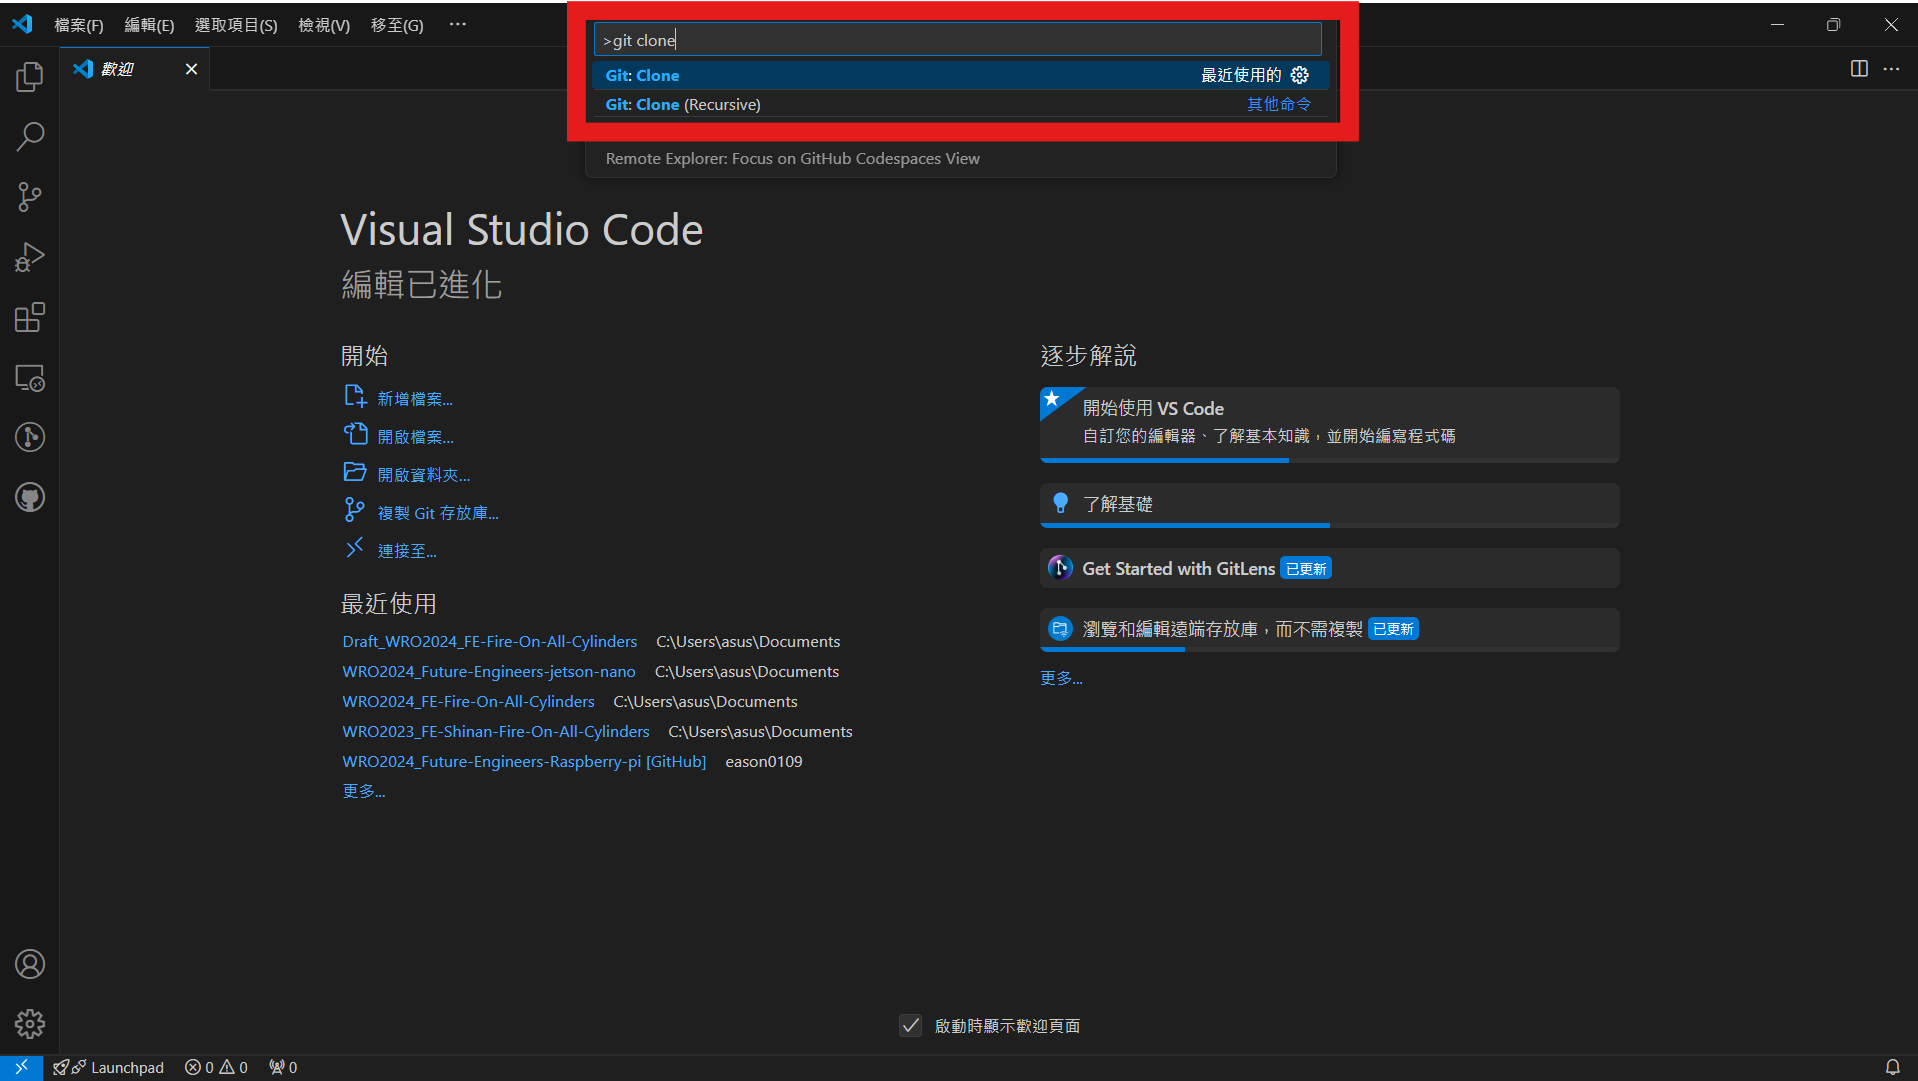 檔案(F) 編輯(E) 選取項目(S) 檢視(V) 移至(G) ···
>git clone
歡迎
Git: Clone 最近使用的
Git: Clone (Recursive) 其他命令
Remote Explorer: Focus on GitHub Codespaces View
Visual Studio Code
編輯已進化
開始
新增檔案...
開啟檔案...
開啟資料夾...
複製 Git 存放庫...
連接至...
最近使用
Draft_WRO2024_FE-Fire-On-All-Cylinders C:\Users\asus\Documents
WRO2024_Future-Engineers-jetson-nano C:\Users\asus\Documents
WRO2024_FE-Fire-On-All-Cylinders C:\Users\asus\Documents
WRO2023_FE-Shinan-Fire-On-All-Cylinders C:\Users\asus\Documents
WRO2024_Future-Engineers-Raspberry-pi [GitHub] eason0109
更多...
逐步解說
開始使用 VS Code
自訂您的編輯器、了解基本知識，並開始編寫程式碼
了解基礎
Get Started with GitLens 已更新
瀏覽和編輯遠端存放庫，而不需複製 已更新
更多...
啟動時顯示歡迎頁面
Launchpad 0 0 0